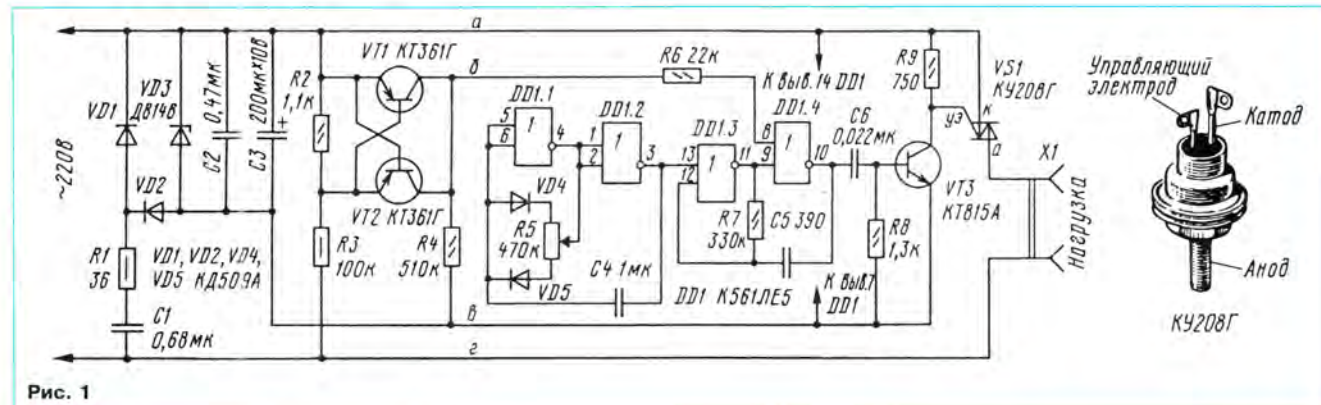 а
~220В
VD1
VD3
Д814В
0,47мк
C2
200мк×10В
C3
+
VD2
R1
36
VD1, VD2, VD4,
VD5 - КД509А
C1
0,68мк
VT1 КТ361Г
R2
1,1к
VT2 КТ361Г
R3
100к
R4
510к
б
R6 22к
DD1.1
5
6
1
4
DD1.2
1
2
1
3
VD4
R5
470к
VD5
C4 1мк
DD1.3
13
12
1
11
DD1.4
8
9
1
10
R7
330к
C5 390
DD1 К561ЛЕ5
К выв. 14 DD1
К выв.7
DD1
C6
0,022мк
R8
1,3к
R9
750
VT3
КТ815А
VS1
КУ208Г
к
уэ
а
X1
Нагрузка
в
г
Управляющий
электрод
Катод
Анод
КУ208Г
Рис. 1